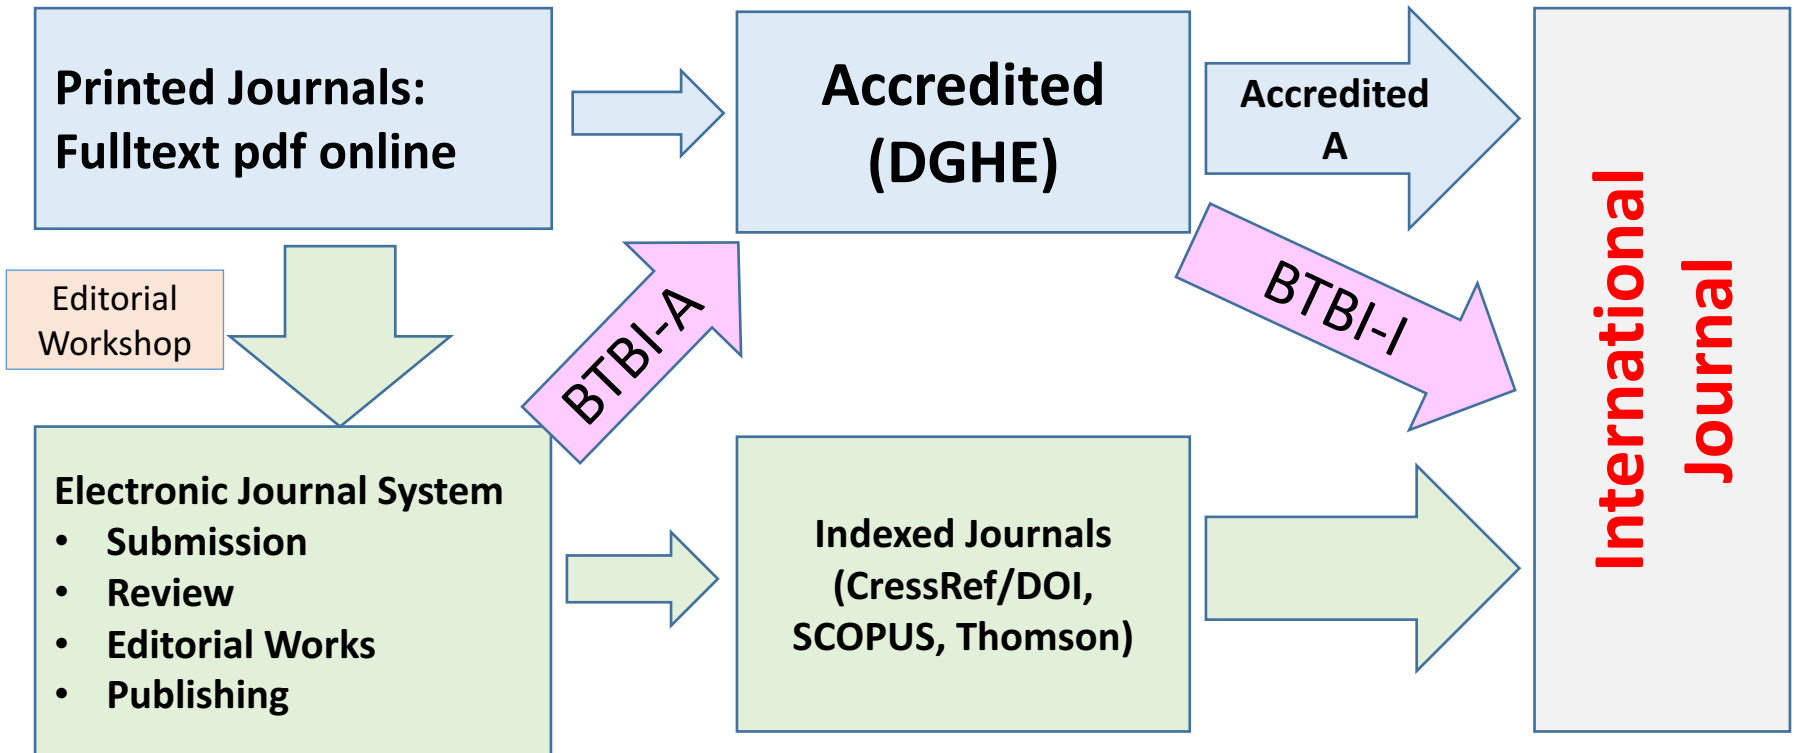 Printed Journals:
Fulltext pdf online
Accredited
(DGHE)
Accredited
A
International
Journal
Editorial
Workshop
BTBI-A
BTBI-I
Electronic Journal System
• Submission
• Review
• Editorial Works
• Publishing
Indexed Journals
(CressRef/DOI,
SCOPUS, Thomson)